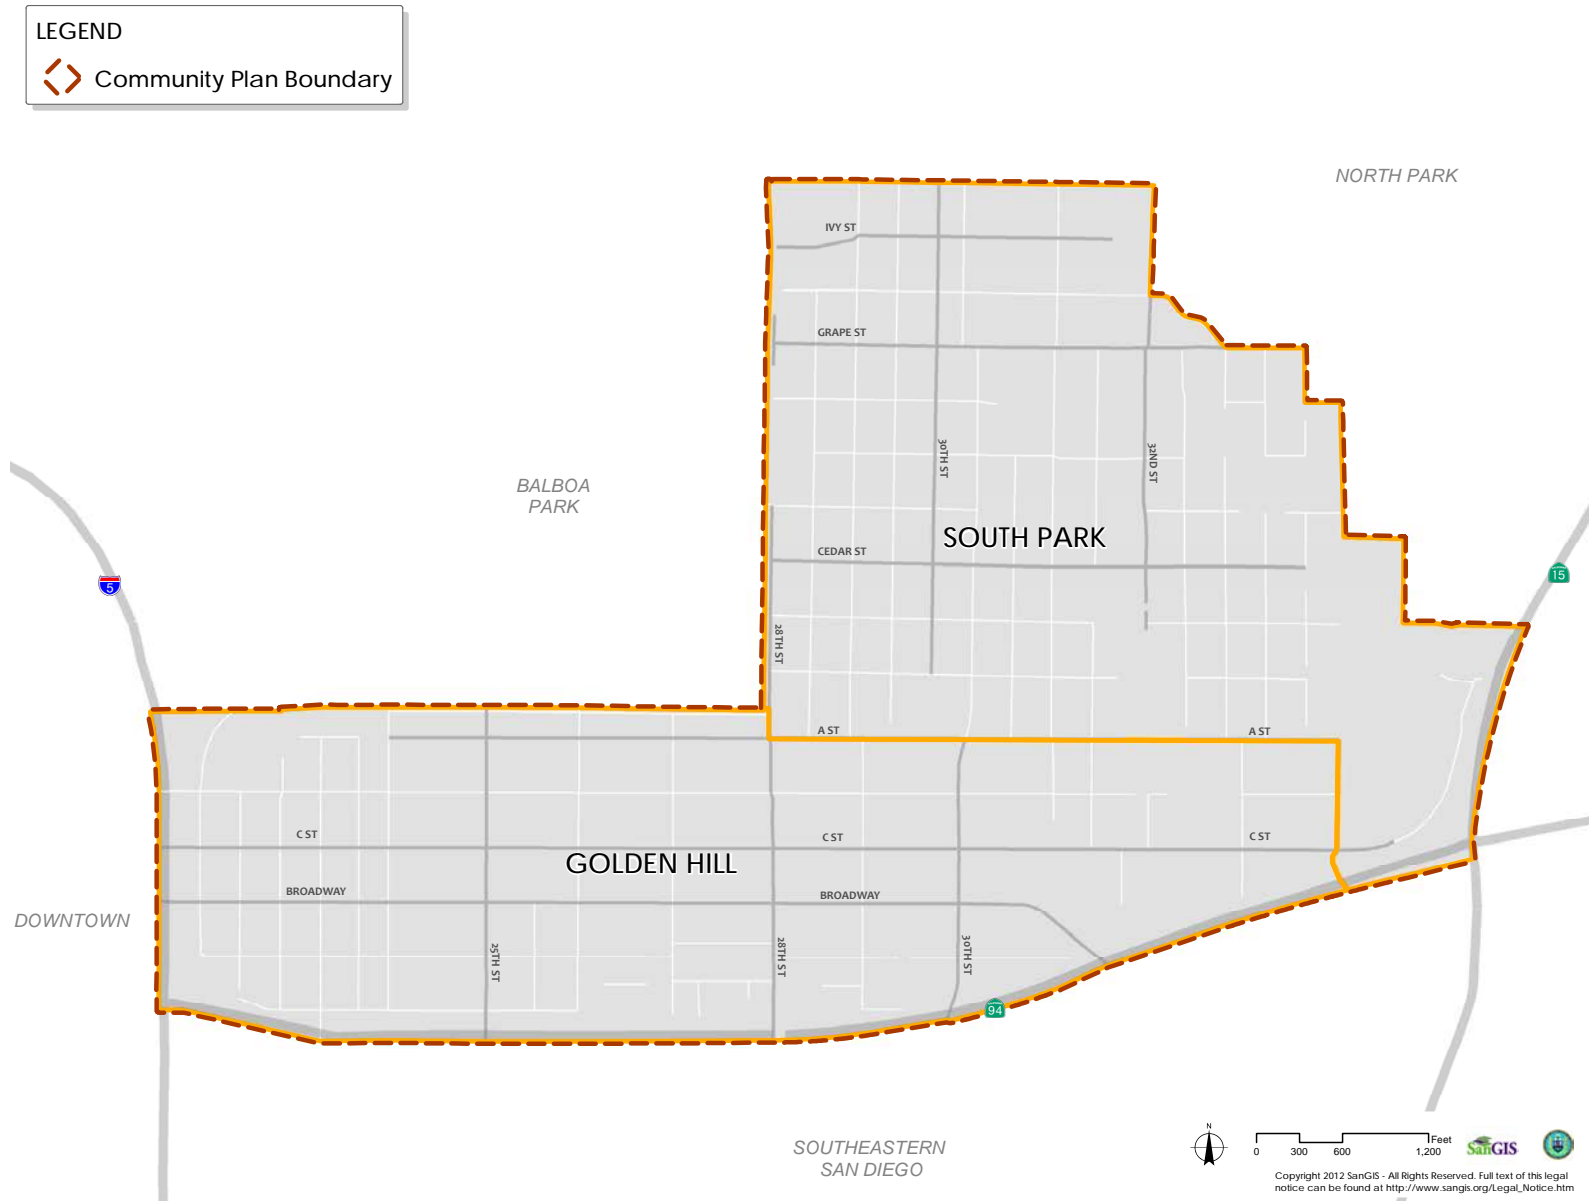 LEGEND
Community Plan Boundary
NORTH PARK
IVY ST
GRAPE ST
30TH ST
32ND ST
BALBOA
PARK
SOUTH PARK
CEDAR ST
5
15
28TH ST
A ST
A ST
C ST
C ST
C ST
GOLDEN HILL
BROADWAY
BROADWAY
DOWNTOWN
25TH ST
28TH ST
30TH ST
94
SOUTHEASTERN
SAN DIEGO
N
Feet
0 300 600 1,200
SanGIS
Copyright 2012 SanGIS - All Rights Reserved. Full text of this legal
notice can be found at http://www.sangis.org/Legal_Notice.htm